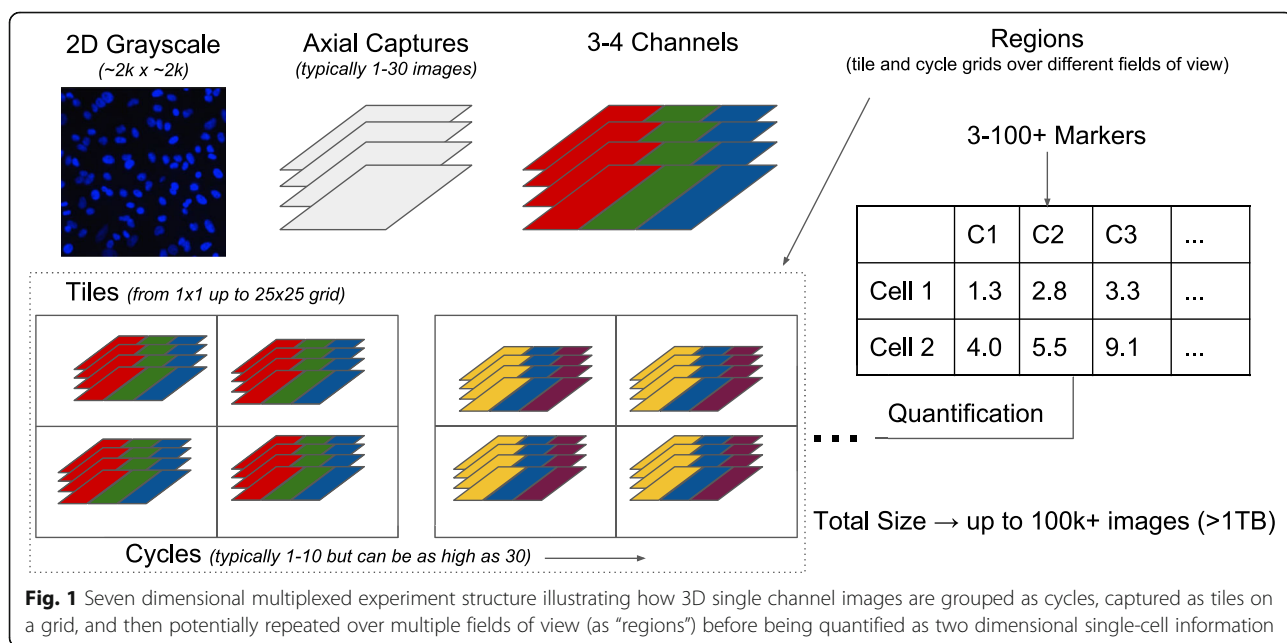 2D Grayscale
(~2k x ~2k)
Axial Captures
(typically 1-30 images)
3-4 Channels
Regions
(tile and cycle grids over different fields of view)
3-100+ Markers
C1 C2 C3 ...
Cell 1 1.3 2.8 3.3 ...
Cell 2 4.0 5.5 9.1 ...
Tiles (from 1x1 up to 25x25 grid)
Quantification
...
Total Size → up to 100k+ images (>1TB)
Cycles (typically 1-10 but can be as high as 30)
Fig. 1 Seven dimensional multiplexed experiment structure illustrating how 3D single channel images are grouped as cycles, captured as tiles on
a grid, and then potentially repeated over multiple fields of view (as “regions”) before being quantified as two dimensional single-cell information